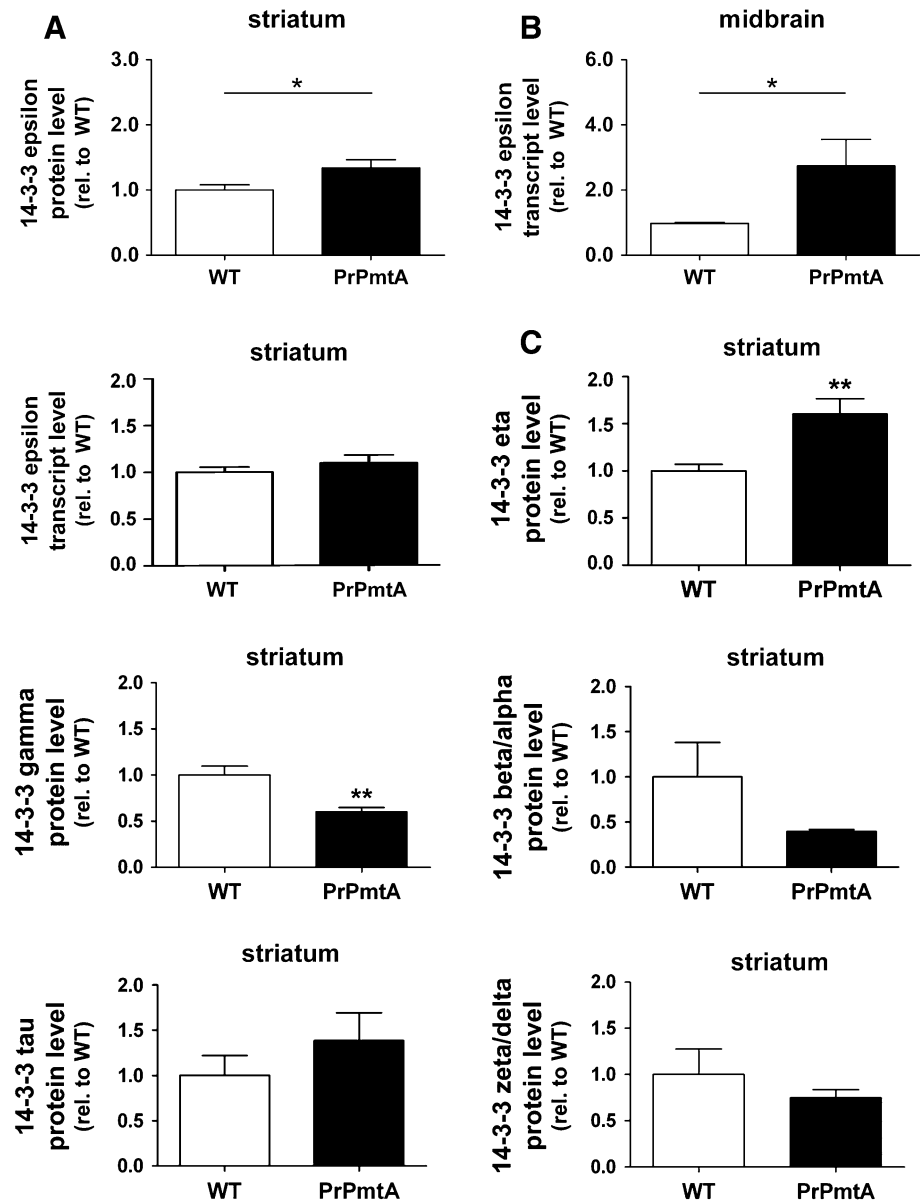 A
striatum
14-3-3 epsilon
protein level
(rel. to WT)
3.0
2.0
1.0
0.0
*
WT
PrPmtA
B
midbrain
14-3-3 epsilon
transcript level
(rel. to WT)
6.0
4.0
2.0
0.0
*
WT
PrPmtA
striatum
14-3-3 epsilon
transcript level
(rel. to WT)
2.0
1.5
1.0
0.5
0.0
WT
PrPmtA
C
striatum
14-3-3 eta
protein level
(rel. to WT)
2.0
1.5
1.0
0.5
0.0
**
WT
PrPmtA
striatum
14-3-3 gamma
protein level
(rel. to WT)
2.0
1.5
1.0
0.5
0.0
**
WT
PrPmtA
striatum
14-3-3 beta/alpha
protein level
(rel. to WT)
2.0
1.5
1.0
0.5
0.0
WT
PrPmtA
striatum
14-3-3 tau
protein level
(rel. to WT)
2.0
1.5
1.0
0.5
0.0
WT
PrPmtA
striatum
14-3-3 zeta/delta
protein level
(rel. to WT)
2.0
1.5
1.0
0.5
0.0
WT
PrPmtA